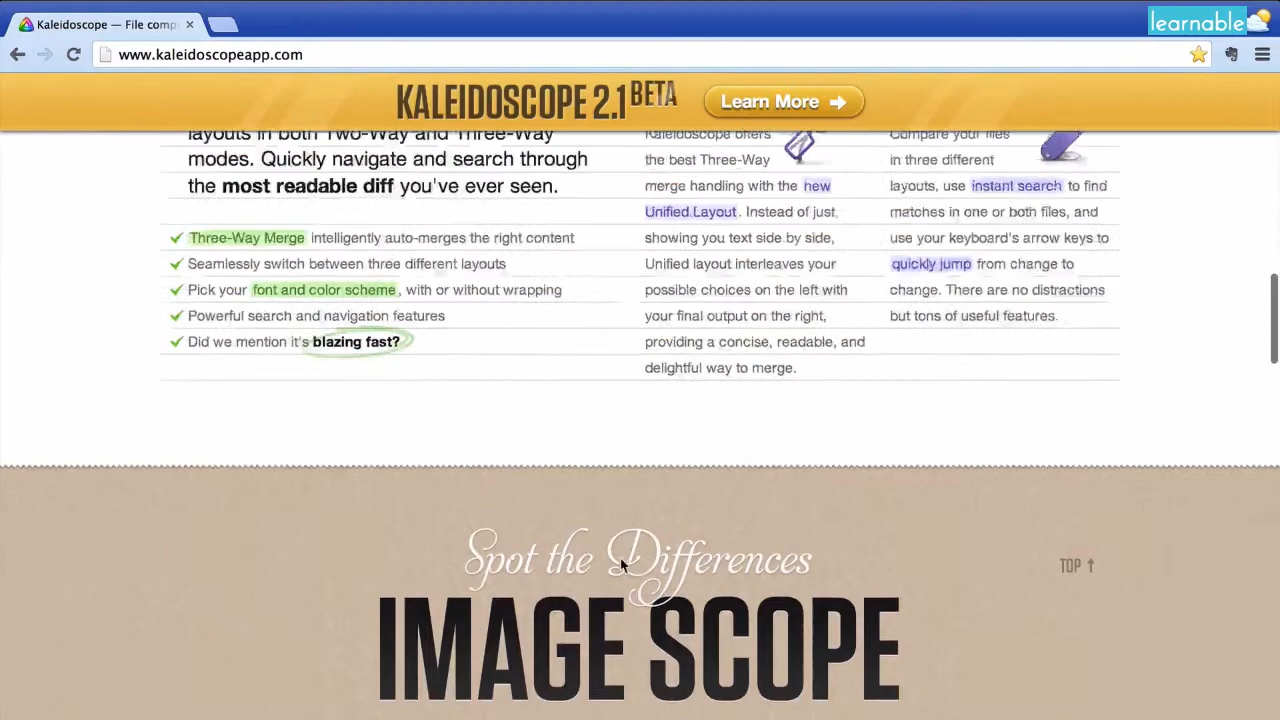 Kaleidoscope — File comp
learnable
www.kaleidoscopeapp.com
KALEIDOSCOPE 2.1 BETA
Learn More
layouts in both Two-Way and Three-Way
modes. Quickly navigate and search through
the most readable diff you've ever seen.
Three-Way Merge intelligently auto-merges the right content
Seamlessly switch between three different layouts
Pick your font and color scheme, with or without wrapping
Powerful search and navigation features
Did we mention it's blazing fast?
Kaleidoscope offers
the best Three-Way
merge handling with the new
Unified Layout. Instead of just
showing you text side by side,
Unified layout interleaves your
possible choices on the left with
your final output on the right,
providing a concise, readable, and
delightful way to merge.
Compare your files
in three different
layouts, use instant search to find
matches in one or both files, and
use your keyboard's arrow keys to
quickly jump from change to
change. There are no distractions
but tons of useful features.
Spot the Differences
TOP ↑
IMAGE SCOPE